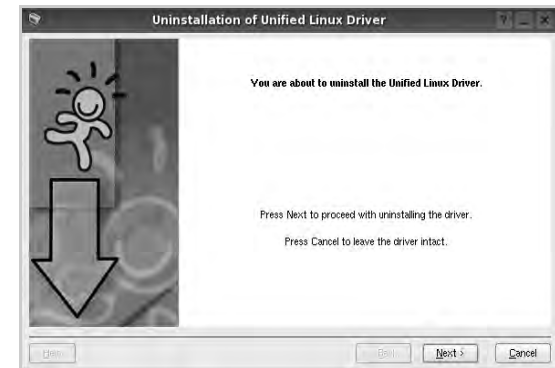 Uninstallation of Unified Linux Driver
You are about to uninstall the Unified Linux Driver.
Press Next to proceed with uninstalling the driver.
Press Cancel to leave the driver intact.
Help
Next >
Cancel